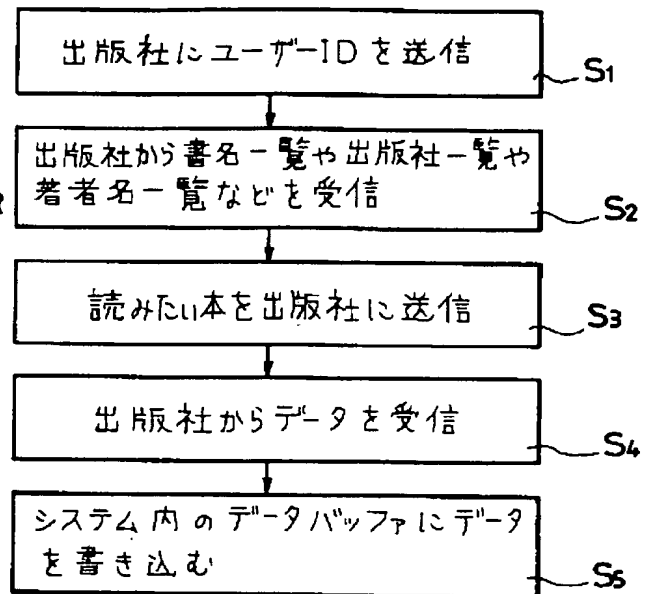 出版社にユーザーIDを送信
S1
出版社から書名一覧や出版社一覧や
著者名一覧などを受信
S2
読みたい本を出版社に送信
S3
出版社からデータを受信
S4
システム内のデータバッファにデータ
を書き込む
S5